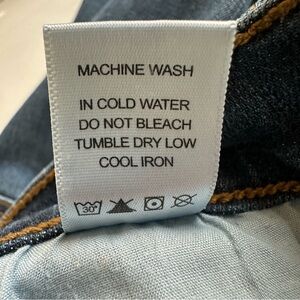 MACHINE WASH
IN COLD WATER
DO NOT BLEACH
TUMBLE DRY LOW
COOL IRON
30°